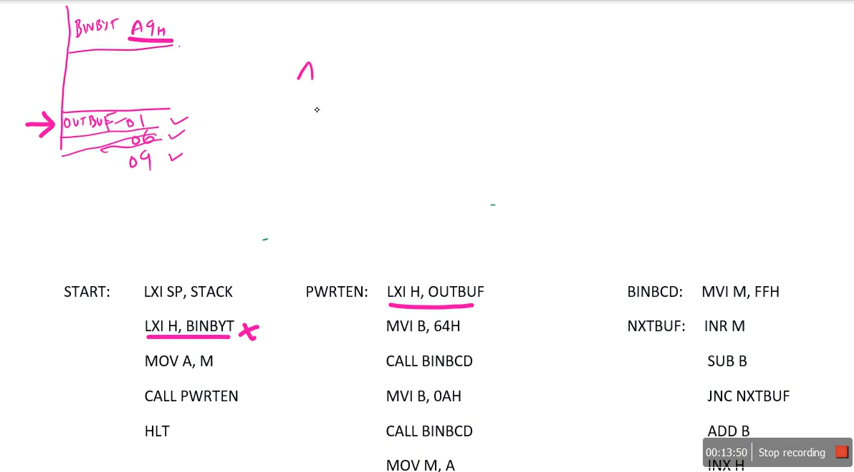 BINBYT A9H
OUTBUF-01
06
09
START: LXI SP, STACK
LXI H, BINBYT
MOV A, M
CALL PWRTEN
HLT
PWRTEN: LXI H, OUTBUF
MVI B, 64H
CALL BINBCD
MVI B, 0AH
CALL BINBCD
MOV M, A
BINBCD: MVI M, FFH
NXTBUF: INR M
SUB B
JNC NXTBUF
ADD B
INX H
00:13:50 Stop recording